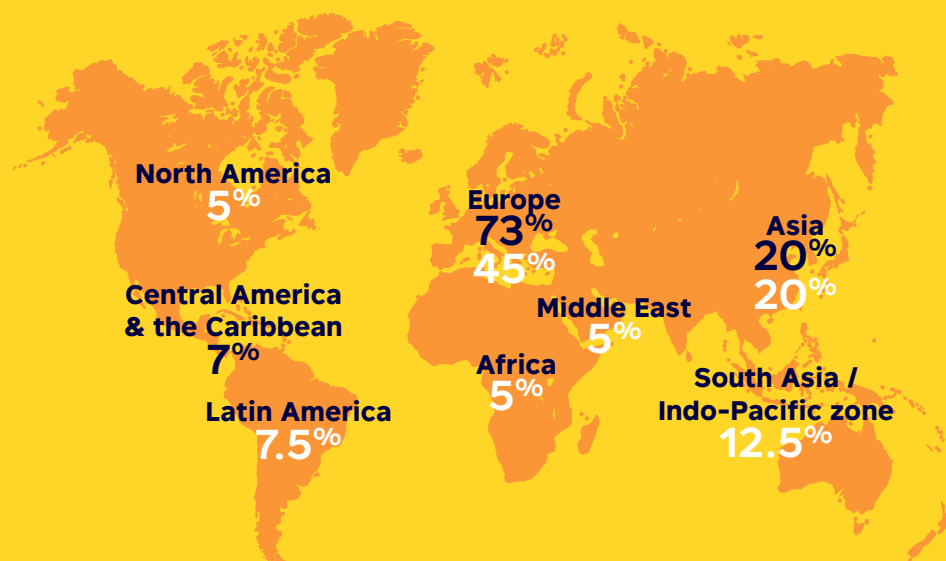 North America
5%
Europe
73%
45%
Asia
20%
20%
Central America
& the Caribbean
7%
Middle East
5%
Africa
5%
South Asia /
Indo-Pacific zone
12.5%
Latin America
7.5%